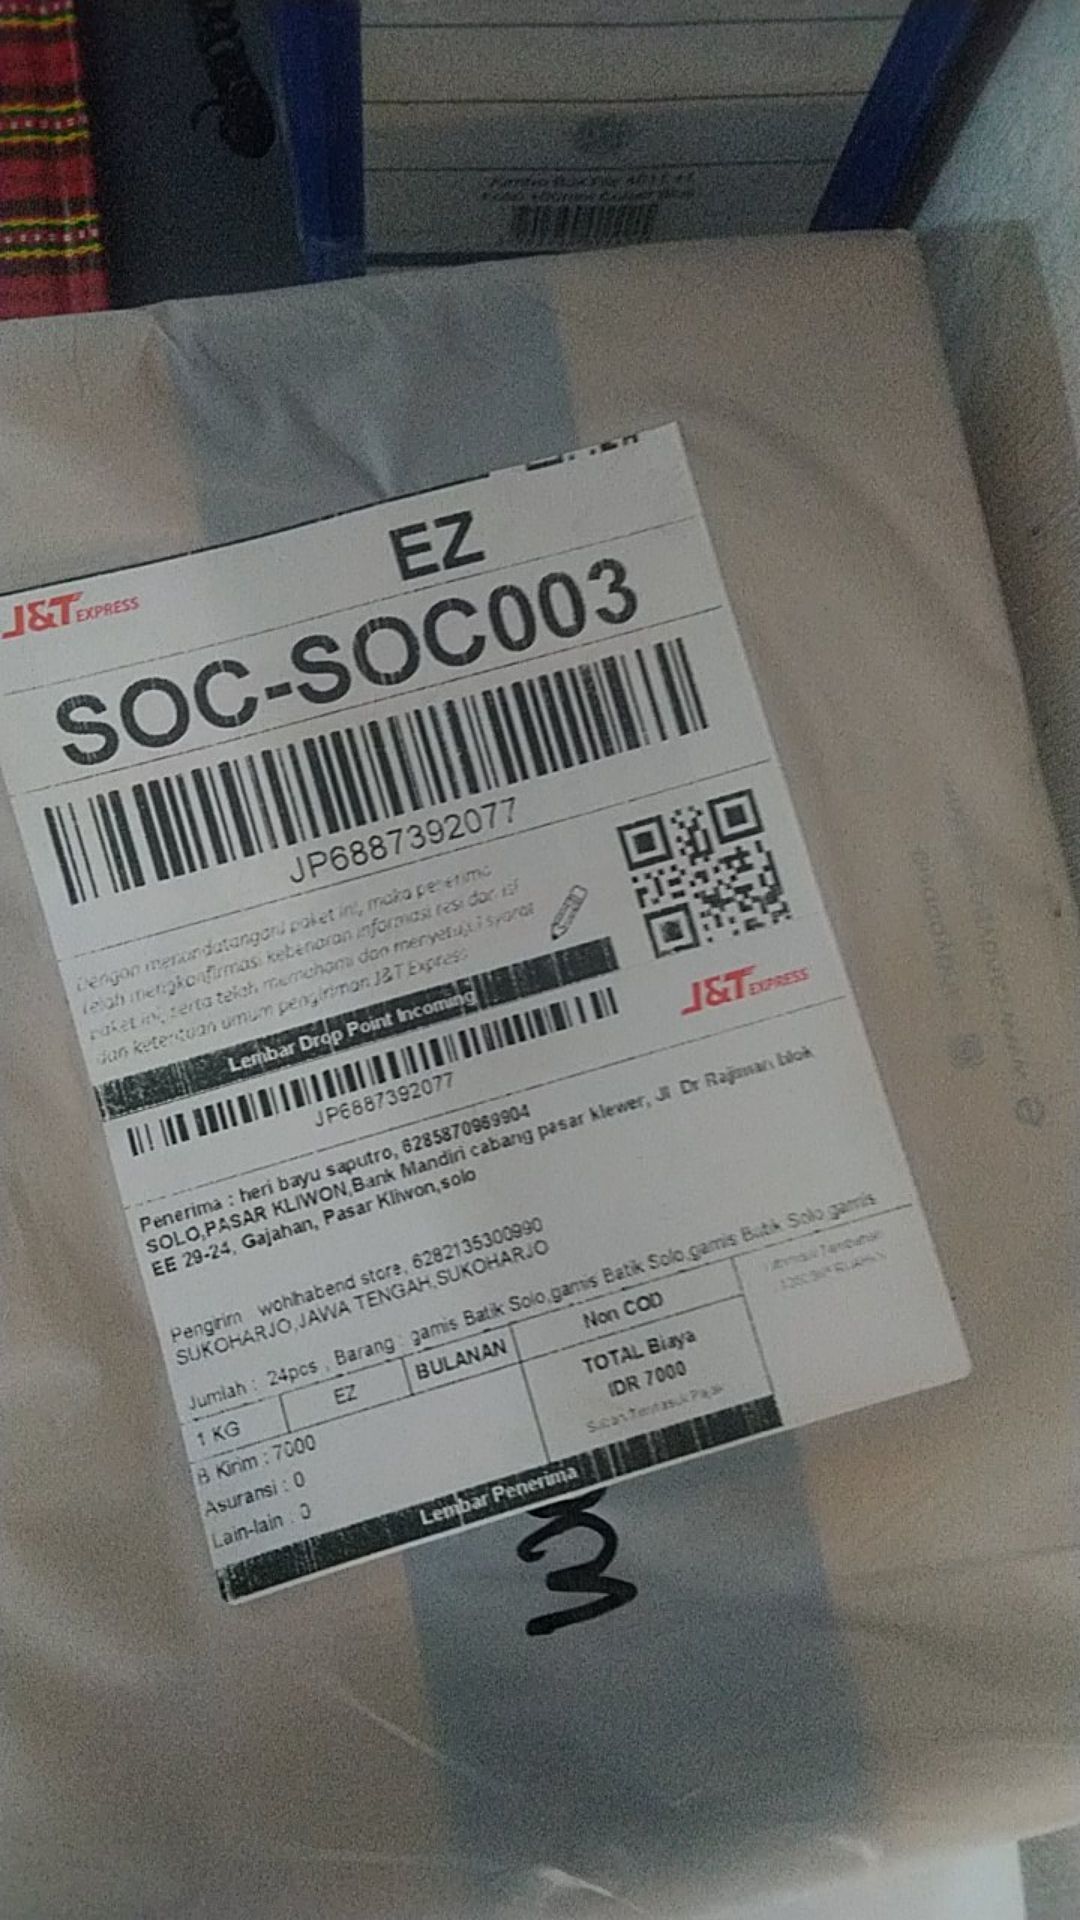 EZ
J&T EXPRESS
SOC-SOC003
JP6887392077
Dengan menandatangani paket ini, maka penerima
telah mengkonfirmasi kebenaran informasi resi dan isi
paket ini, serta telah memahami dan menyetujui syarat
dan ketentuan umum pengiriman J&T Express
Lembar Drop Point Incoming
J&T EXPRESS
JP6887392077
Penerima : heri bayu saputro, 6285870969904
SOLO,PASAR KLIWON,Bank Mandiri cabang pasar klewer, Jl Dr Rajiman blok
EE 29-24, Gajahan, Pasar Kliwon,solo
Pengirim wohlhabend store, 6282135300990
SUKOHARJO,JAWA TENGAH,SUKOHARJO
Jumlah : 24pcs , Barang : gamis Batik Solo,gamis Batik Solo,gamis Batik Solo,gamis
1 KG
EZ
BULANAN
Non COD
B Kirim : 7000
Asuransi : 0
Lain-lain : 0
TOTAL Biaya
IDR 7000
Sudah Termasuk Pajak
Lembar Penerima